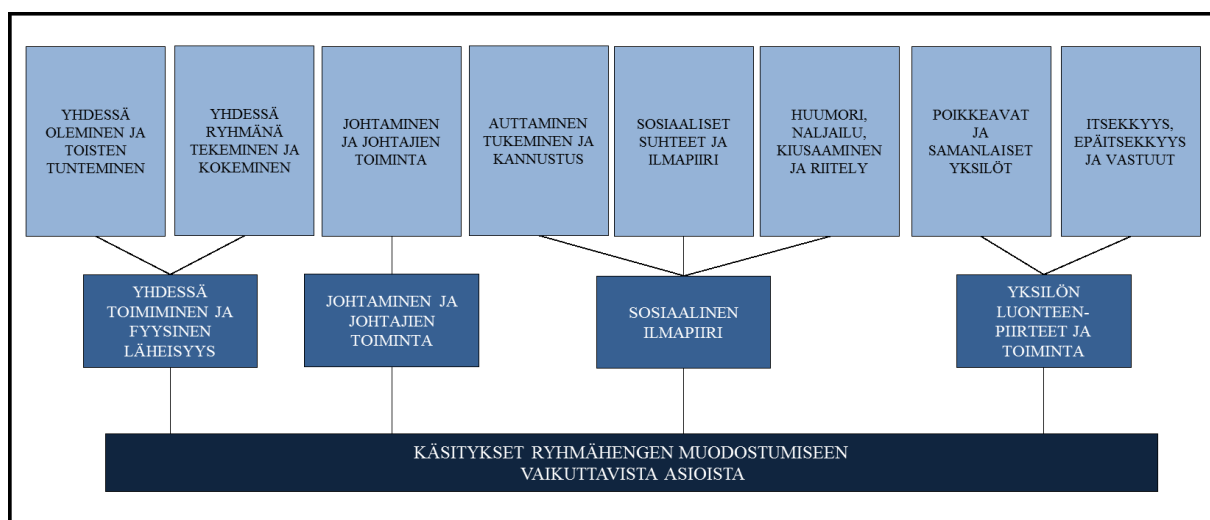 YHDESSÄ
OLEMINEN JA
TOISTEN
TUNTEMINEN
YHDESSÄ
RYHMÄNÄ
TEKEMINEN JA
KOKEMINEN
JOHTAMINEN
JA JOHTAJIEN
TOIMINTA
AUTTAMINEN
TUKEMINEN JA
KANNUSTUS
SOSIAALISET
SUHTEET JA
ILMAPIIRI
HUUMORI,
NALJAILU,
KIUSAAMINEN
JA RIITELY
POIKKEAVAT
JA
SAMANLAISET
YKSILÖT
ITSEKKYYS,
EPÄITSEKKYYS
JA VASTUUT
YHDESSÄ
TOIMIMINEN JA
FYYSINEN
LÄHEISYYS
JOHTAMINEN JA
JOHTAJIEN
TOIMINTA
SOSIAALINEN
ILMAPIIRI
YKSILÖN
LUONTEEN-
PIIRTEET JA
TOIMINTA
KÄSITYKSET RYHMÄHENGEN MUODOSTUMISEEN
VAIKUTTAVISTA ASIOISTA